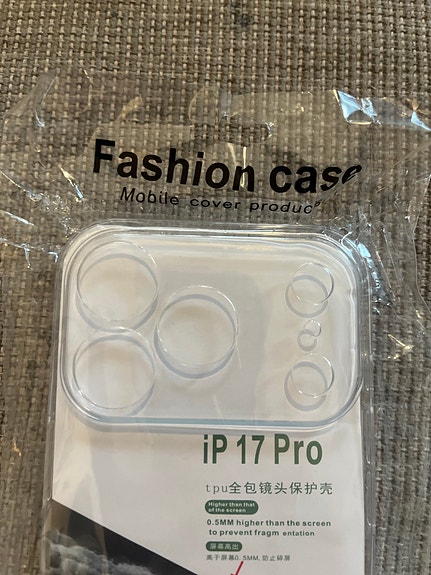 Fashion case
Mobile cover product
iP 17 Pro
tpu全包镜头保护壳
Higher than that
of the screen
0.5MM higher than the screen
to prevent fragm entation
屏幕高出
高于屏幕0.5MM,防止碎屏